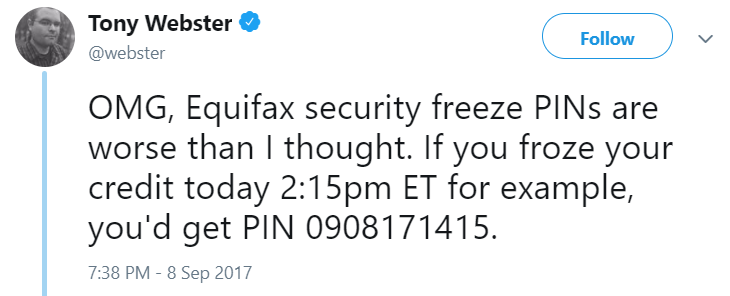 Tony Webster
@webster
Follow
OMG, Equifax security freeze PINs are
worse than I thought. If you froze your
credit today 2:15pm ET for example,
you'd get PIN 0908171415.
7:38 PM - 8 Sep 2017